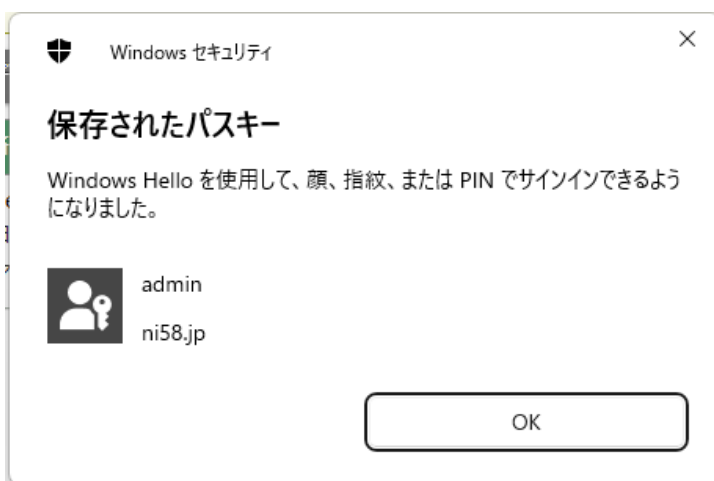 Windows セキュリティ
保存されたパスキー
Windows Hello を使用して、顔、指紋、または PIN でサインインできるよう
になりました。
admin
ni58.jp
OK